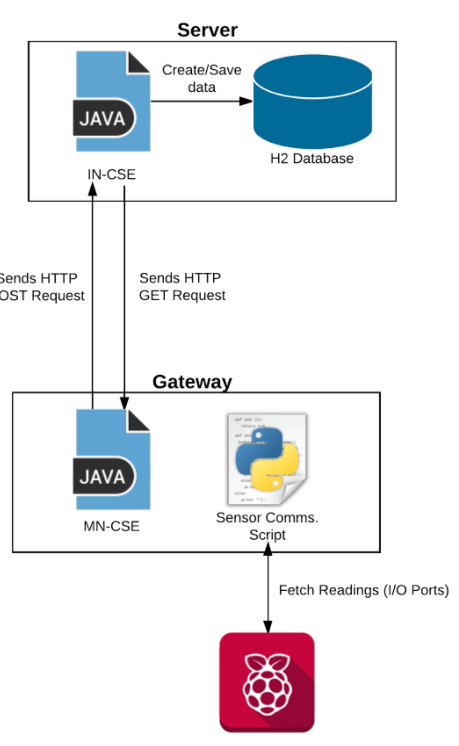 Server
Create/Save
data
JAVA
IN-CSE
H2 Database
Sends HTTP
OST Request
Sends HTTP
GET Request
Gateway
JAVA
MN-CSE
Sensor Comms.
Script
Fetch Readings (I/O Ports)